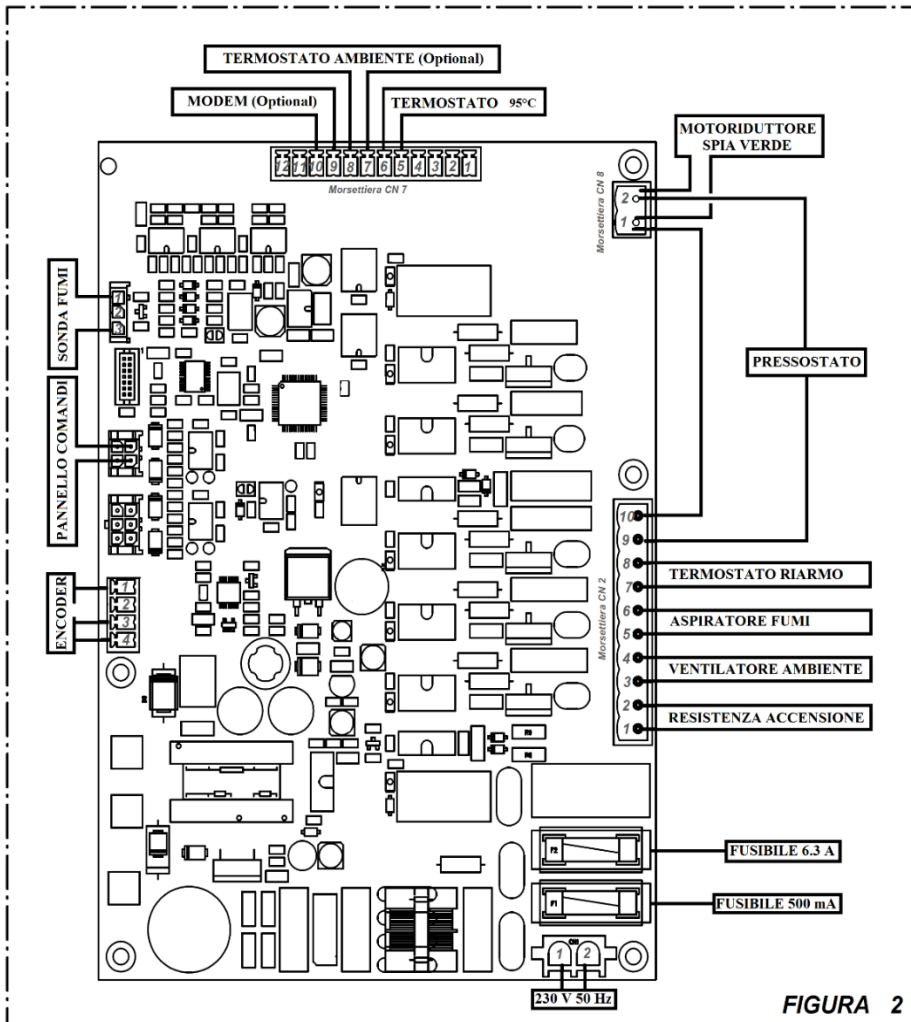 TERMOSTATO AMBIENTE (Optional)
MODEM (Optional)
TERMOSTATO 95°C
MOTORIDUTTORE
SPIA VERDE
12 11 10 9 8 7 6 5 4 3 2 1
Morsettiera CN 7
Morsettiera CN 8
2
1
SONDA FUMI
1
2
3
1
PANNELLO COMANDI
PRESSOSTATO
ENCODER
1
2
3
4
Morsettiera CN 2
10
9
8
7
TERMOSTATO RIARMO
6
5
ASPIRATORE FUMI
4
3
VENTILATORE AMBIENTE
2
1
RESISTENZA ACCENSIONE
F2
FUSIBILE 6.3 A
F1
FUSIBILE 500 mA
1 2
230 V 50 Hz
FIGURA 2